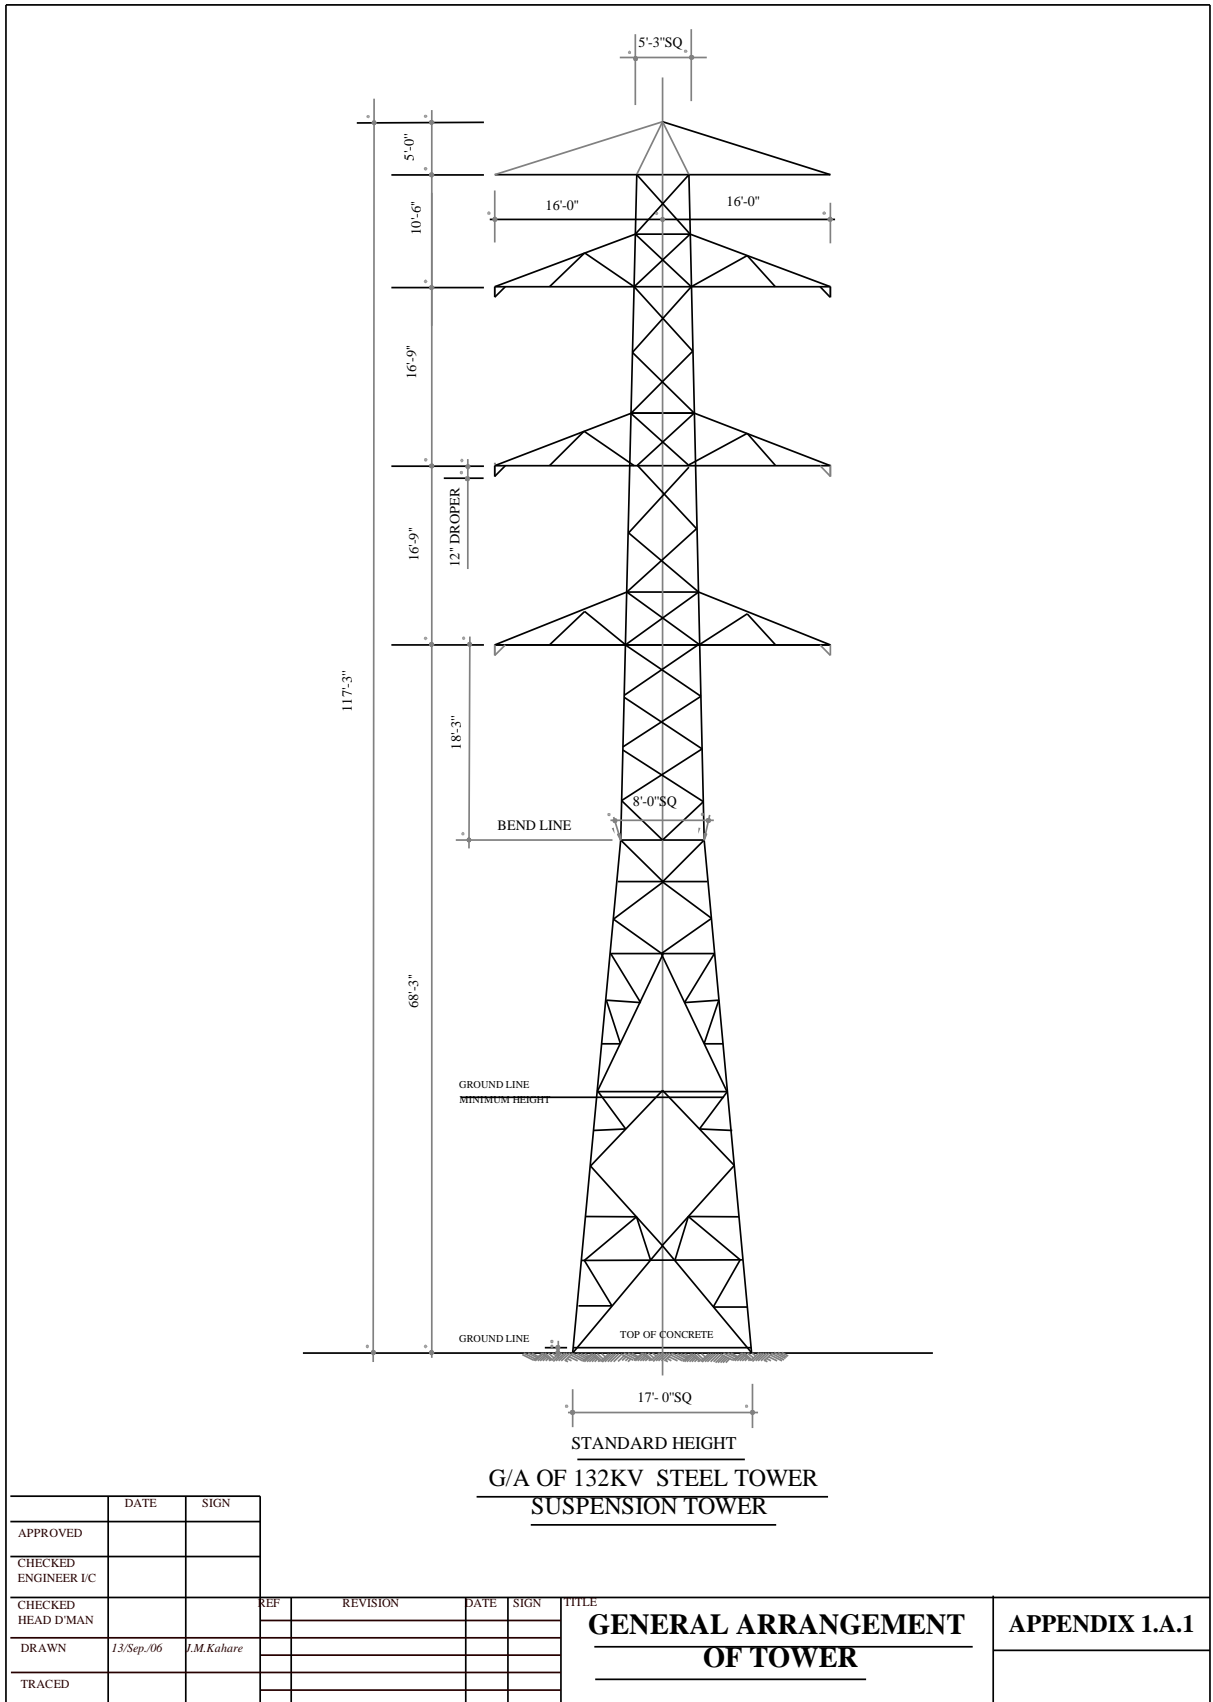 5'-3"SQ
5'-0"
10'-6"
16'-0"
16'-0"
16'-9"
12" DROPER
16'-9"
117'-3"
18'-3"
8'-0"SQ
BEND LINE
68'-3"
GROUND LINE
MINIMUM HEIGHT
GROUND LINE
TOP OF CONCRETE
17'- 0"SQ
STANDARD HEIGHT
G/A OF 132KV STEEL TOWER
SUSPENSION TOWER
DATE SIGN
APPROVED
CHECKED
ENGINEER I/C
CHECKED
HEAD D'MAN
DRAWN 13/Sep./06 J.M.Kahare
TRACED
REF REVISION DATE SIGN TITLE
GENERAL ARRANGEMENT
OF TOWER
APPENDIX 1.A.1